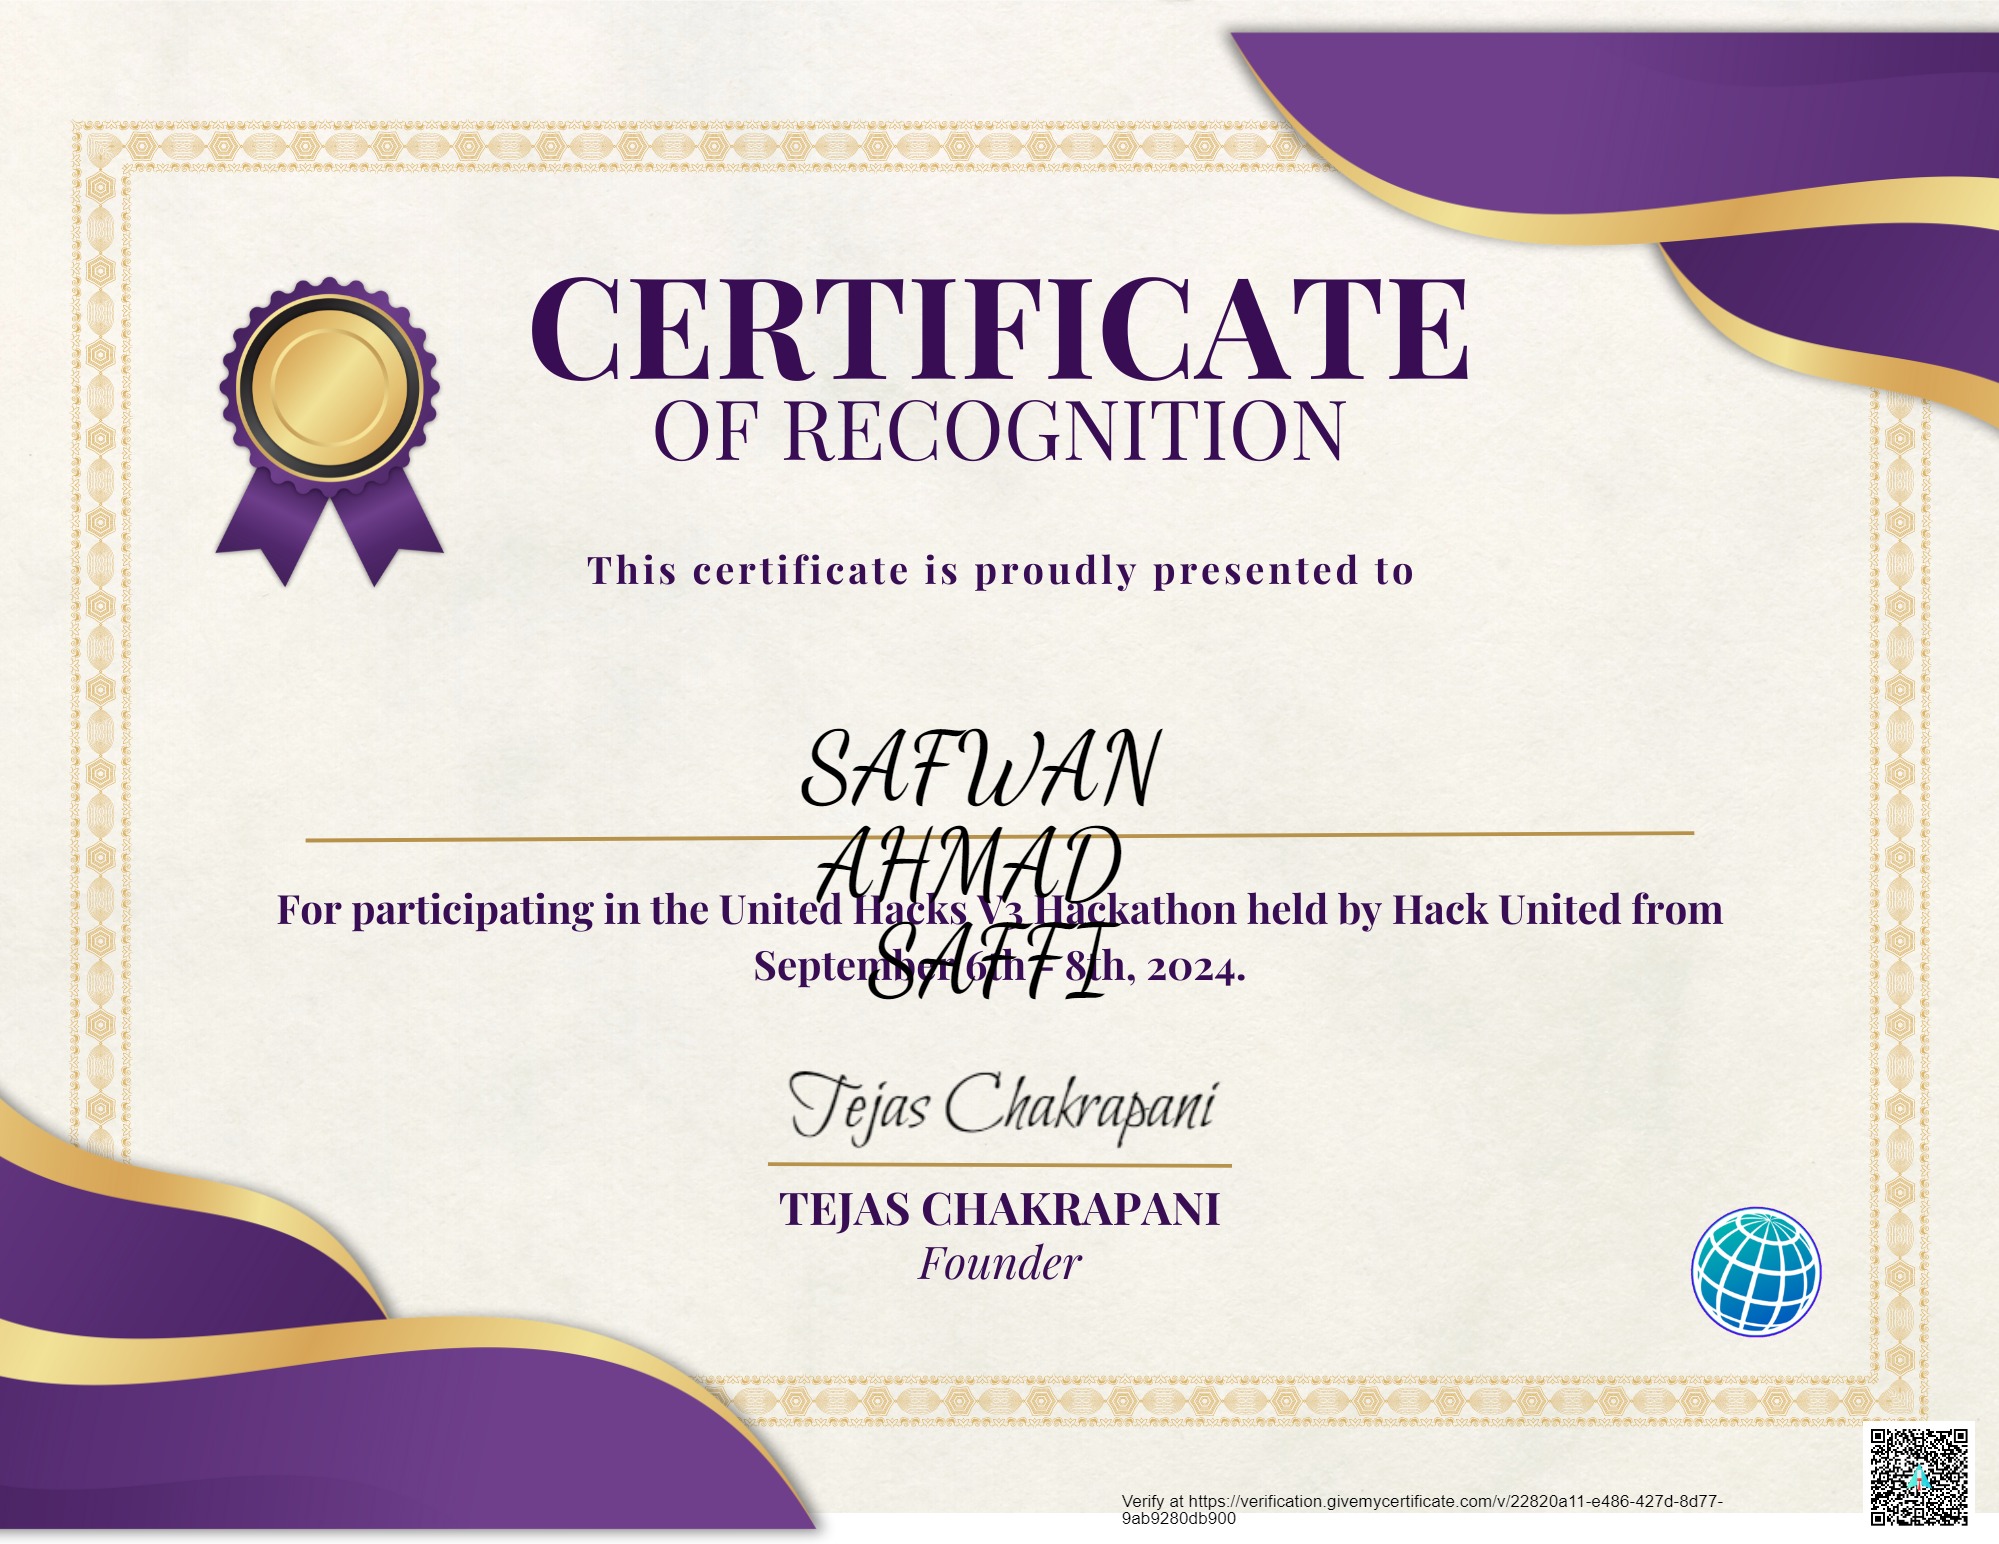 CERTIFICATE
OF RECOGNITION
This certificate is proudly presented to
SAFWAN
AHMAD
SAFFI
For participating in the United Hacks V3 Hackathon held by Hack United from
September 6th - 8th, 2024.
Tejas Chakrapani
TEJAS CHAKRAPANI
Founder
Verify at https://verification.givemycertificate.com/v/22820a11-e486-427d-8d77-
9ab9280db900